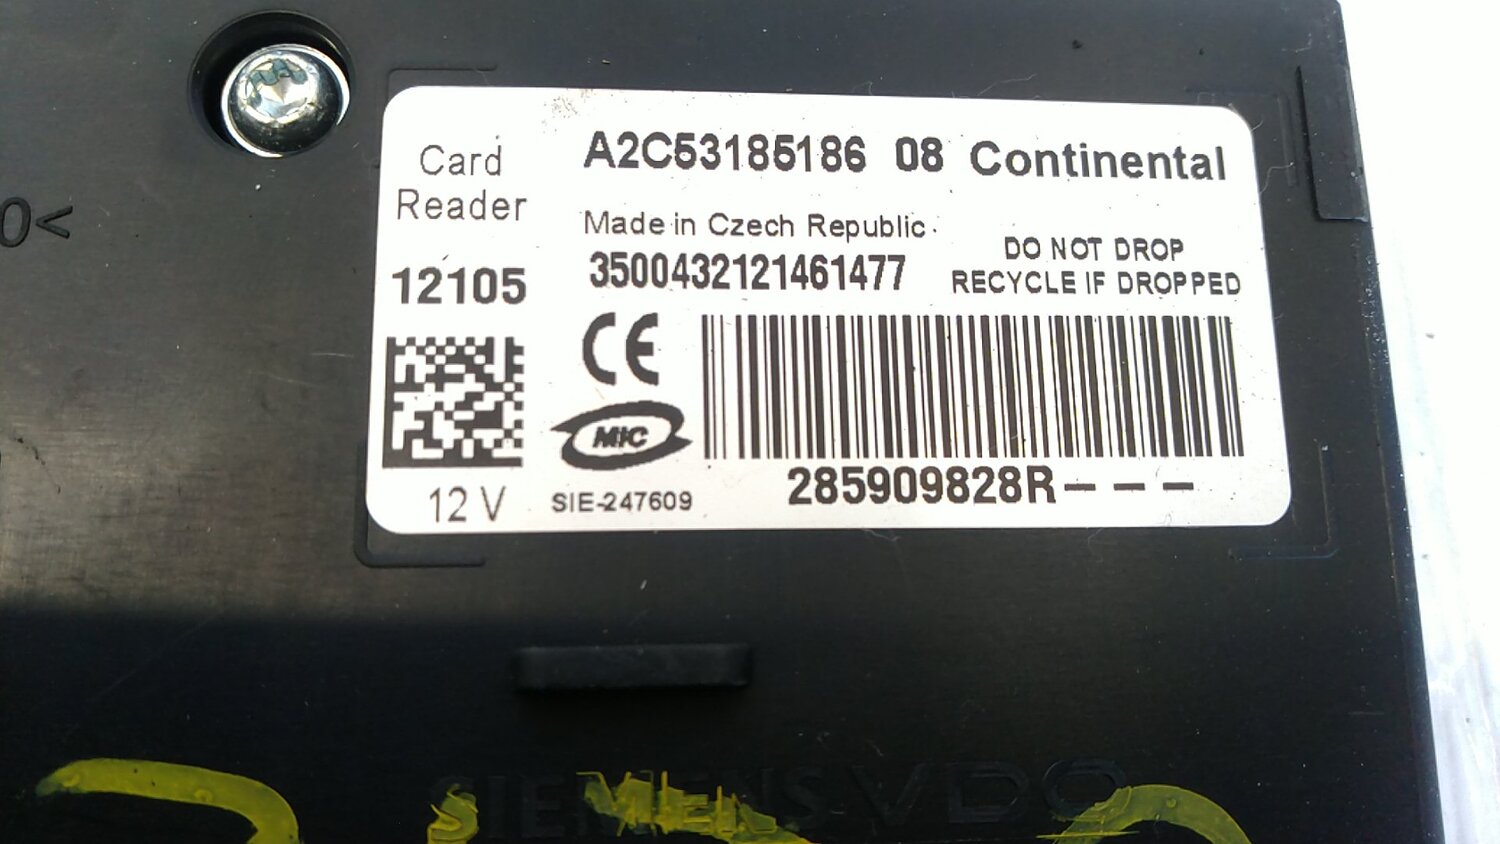 Card
Reader
12105
12 V
A2C53185186 08 Continental
Made in Czech Republic
3500432121461477
DO NOT DROP
RECYCLE IF DROPPED
CE
MIC
SIE-247609
285909828R– – –
0<
SIEMENS VDO